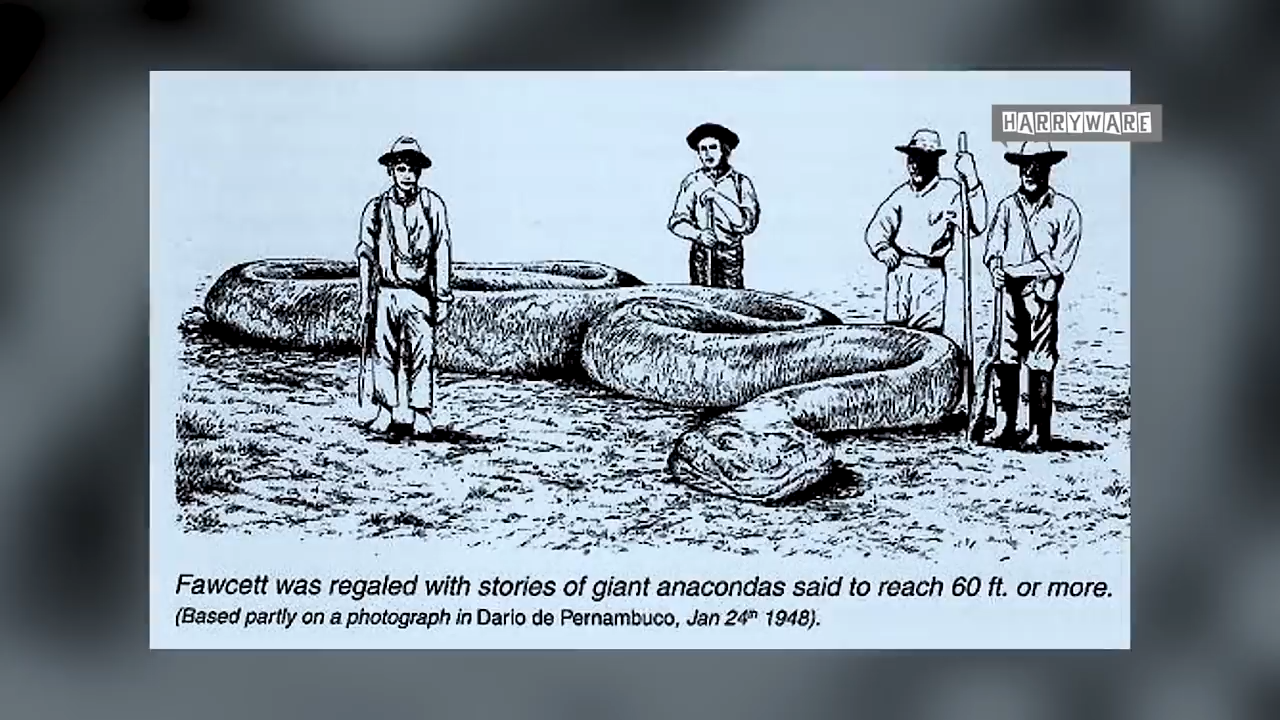 HARRYWARE
Fawcett was regaled with stories of giant anacondas said to reach 60 ft. or more.
(Based partly on a photograph in Dario de Pernambuco, Jan 24th 1948).